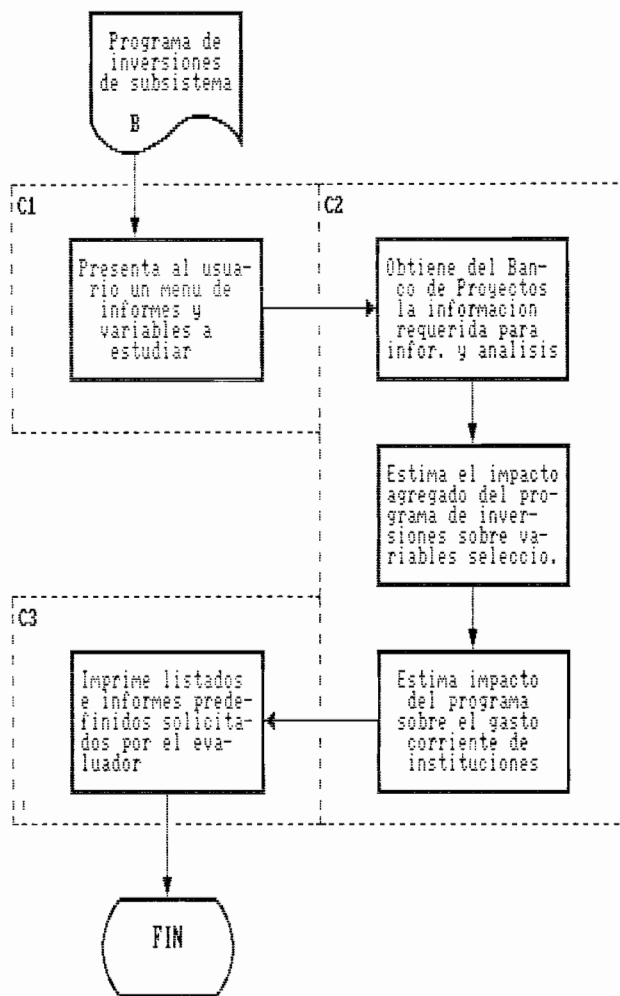 Programa de
inversiones
de subsistema
B
C1
Presenta al usua-
rio un menu de
informes y
variables a
estudiar
C2
Obtiene del Ban-
co de Proyectos
la informacion
requerida para
infor. y analisis
Estima el impacto
agregado del pro-
grama de inver-
siones sobre va-
riables seleccio.
Estima impacto
del programa
sobre el gasto
corriente de
instituciones
C3
Imprime listados
e informes prede-
finidos solicita-
dos por el eva-
luador
FIN